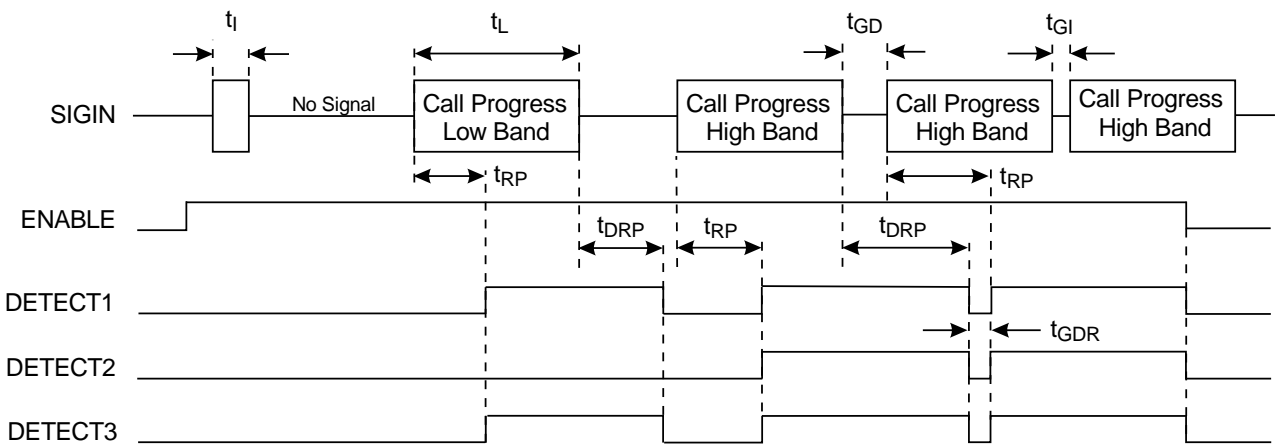 tI
tL
tGD
tGI
SIGIN
No Signal
Call Progress
Low Band
Call Progress
High Band
Call Progress
High Band
Call Progress
High Band
tRP
tRP
ENABLE
tDRP
tRP
tDRP
DETECT1
tGDR
DETECT2
DETECT3